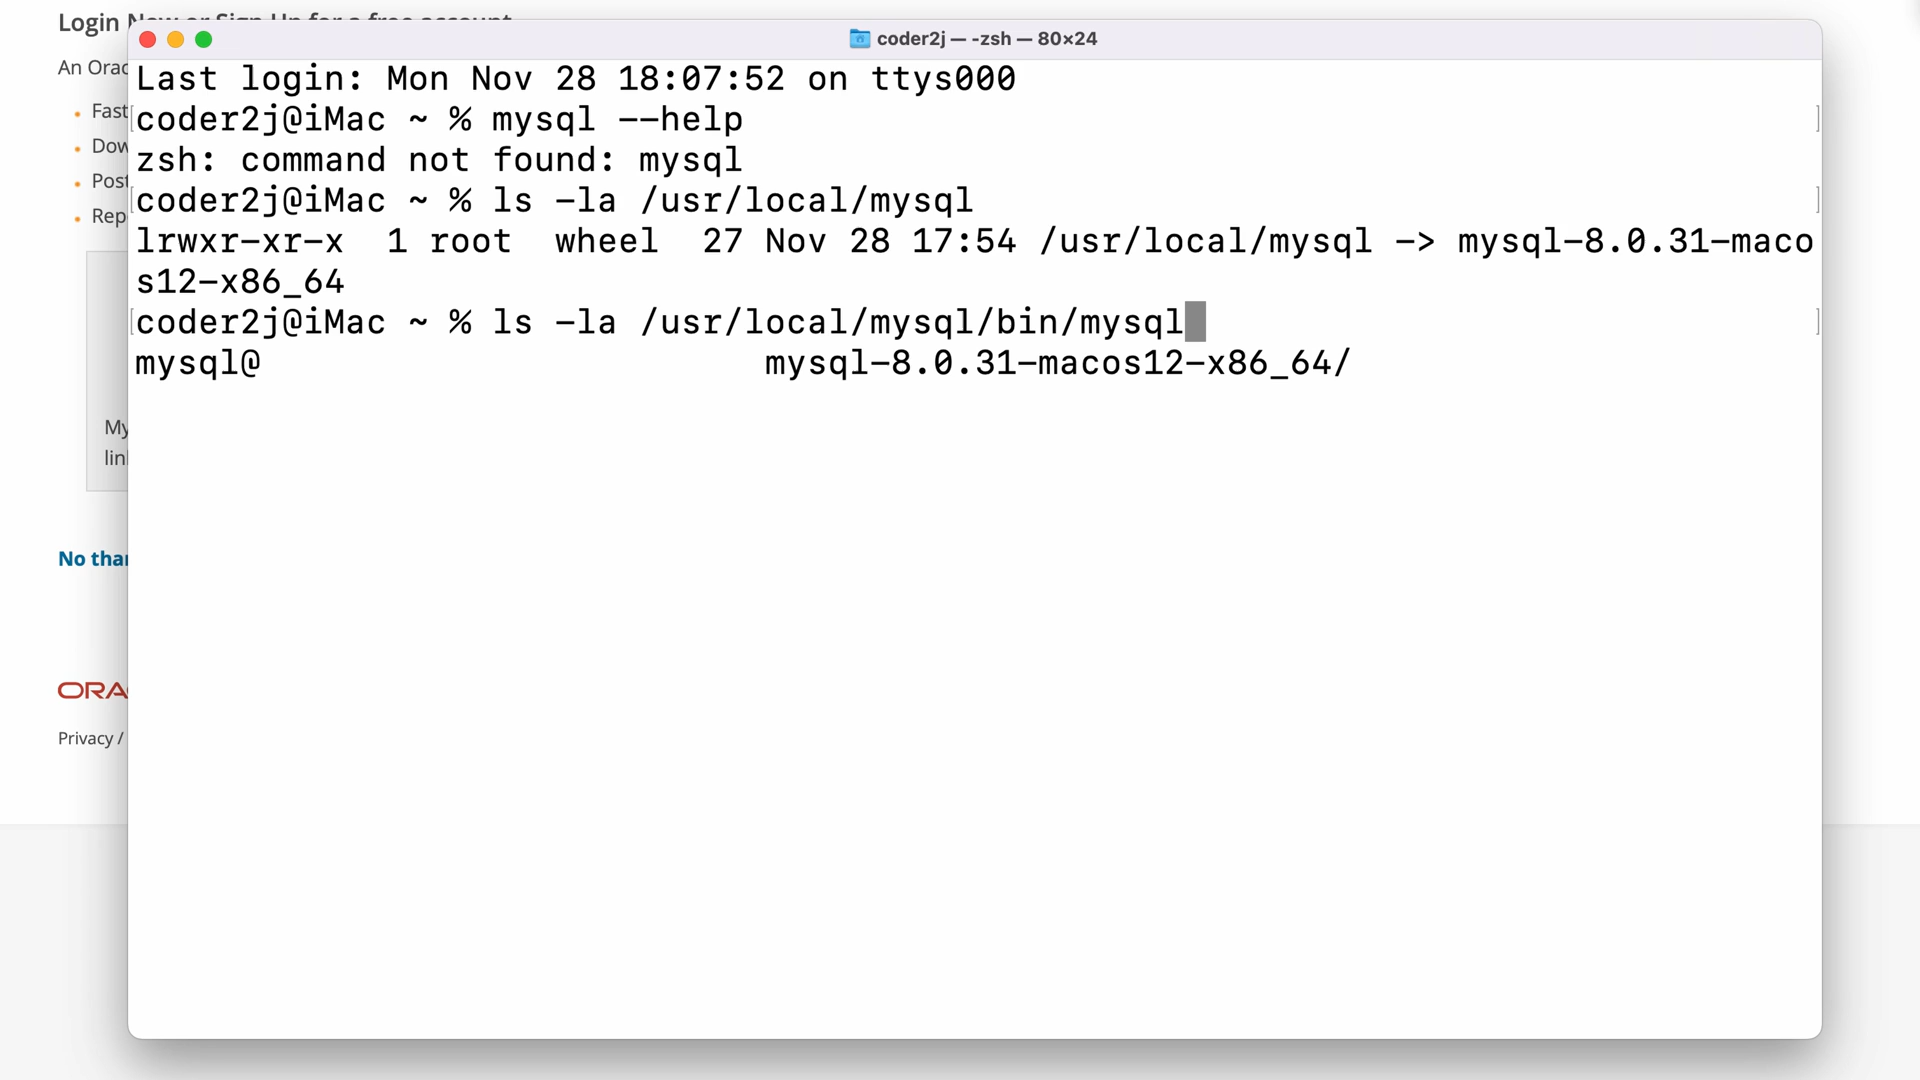 Login Now or Sign Up for a free account.
coder2j — -zsh — 80×24
An Orac
Fast
Dow
Post
Rep
My
lin
No than
ORAC
Privacy /
Last login: Mon Nov 28 18:07:52 on ttys000
coder2j@iMac ~ % mysql --help
zsh: command not found: mysql
coder2j@iMac ~ % ls -la /usr/local/mysql
lrwxr-xr-x  1 root  wheel  27 Nov 28 17:54 /usr/local/mysql -> mysql-8.0.31-maco
s12-x86_64
coder2j@iMac ~ % ls -la /usr/local/mysql/bin/mysql
mysql@                        mysql-8.0.31-macos12-x86_64/